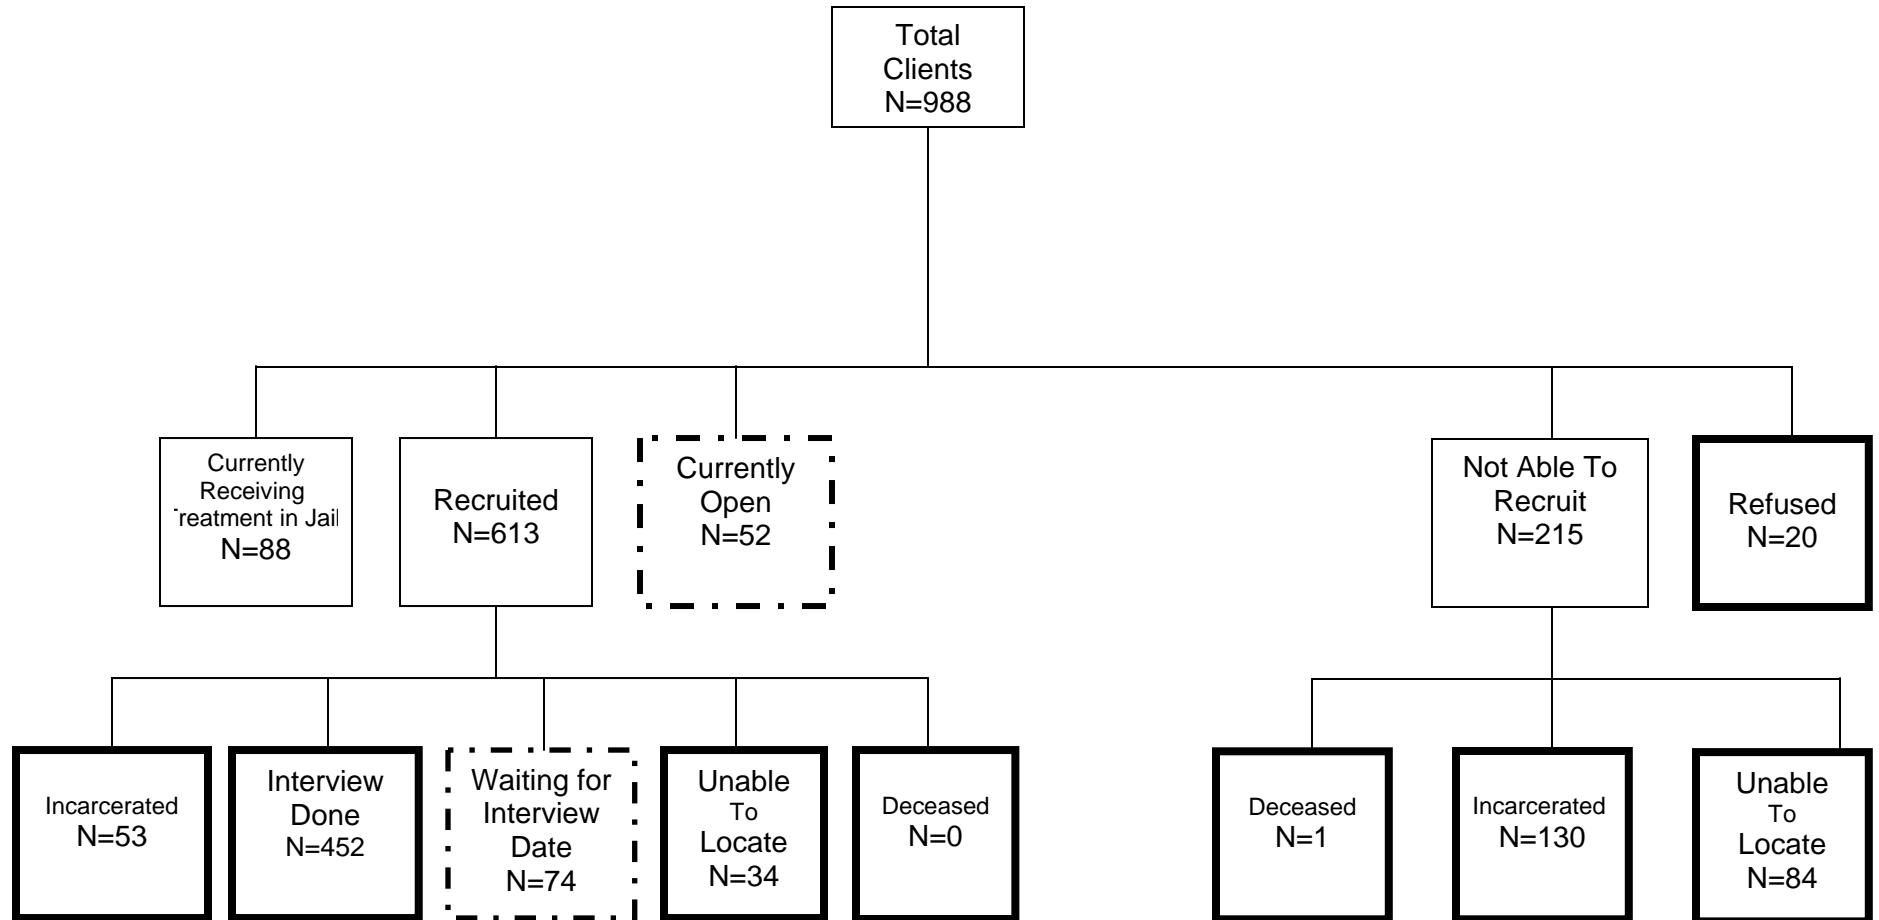 Total
Clients
N=988
Currently
Receiving
reatment in Jail
N=88
Recruited
N=613
Currently
Open
N=52
Not Able To
Recruit
N=215
Refused
N=20
Incarcerated
N=53
Interview
Done
N=452
Waiting for
Interview
Date
N=74
Unable
To
Locate
N=34
Deceased
N=0
Deceased
N=1
Incarcerated
N=130
Unable
To
Locate
N=84